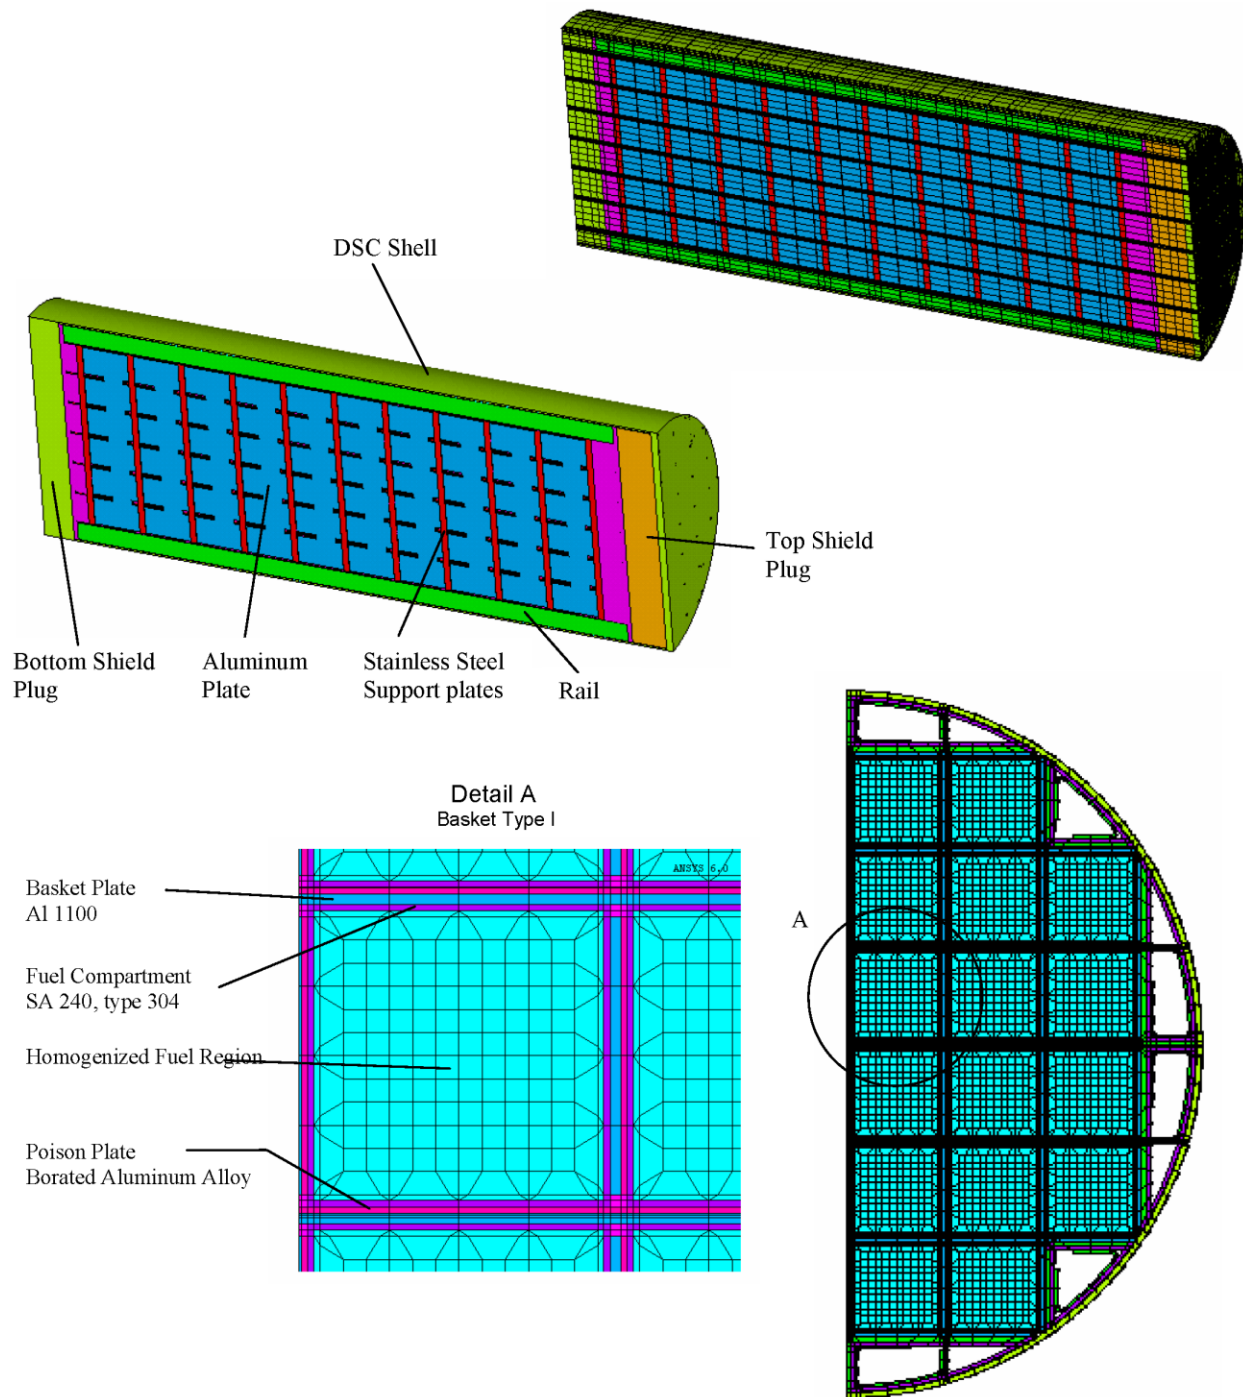 DSC Shell
Top Shield
Plug
Bottom Shield
Plug
Aluminum
Plate
Stainless Steel
Support plates
Rail
Detail A
Basket Type I
ANSYS 6.0
Basket Plate
Al 1100
Fuel Compartment
SA 240, type 304
Homogenized Fuel Region
Poison Plate
Borated Aluminum Alloy
A